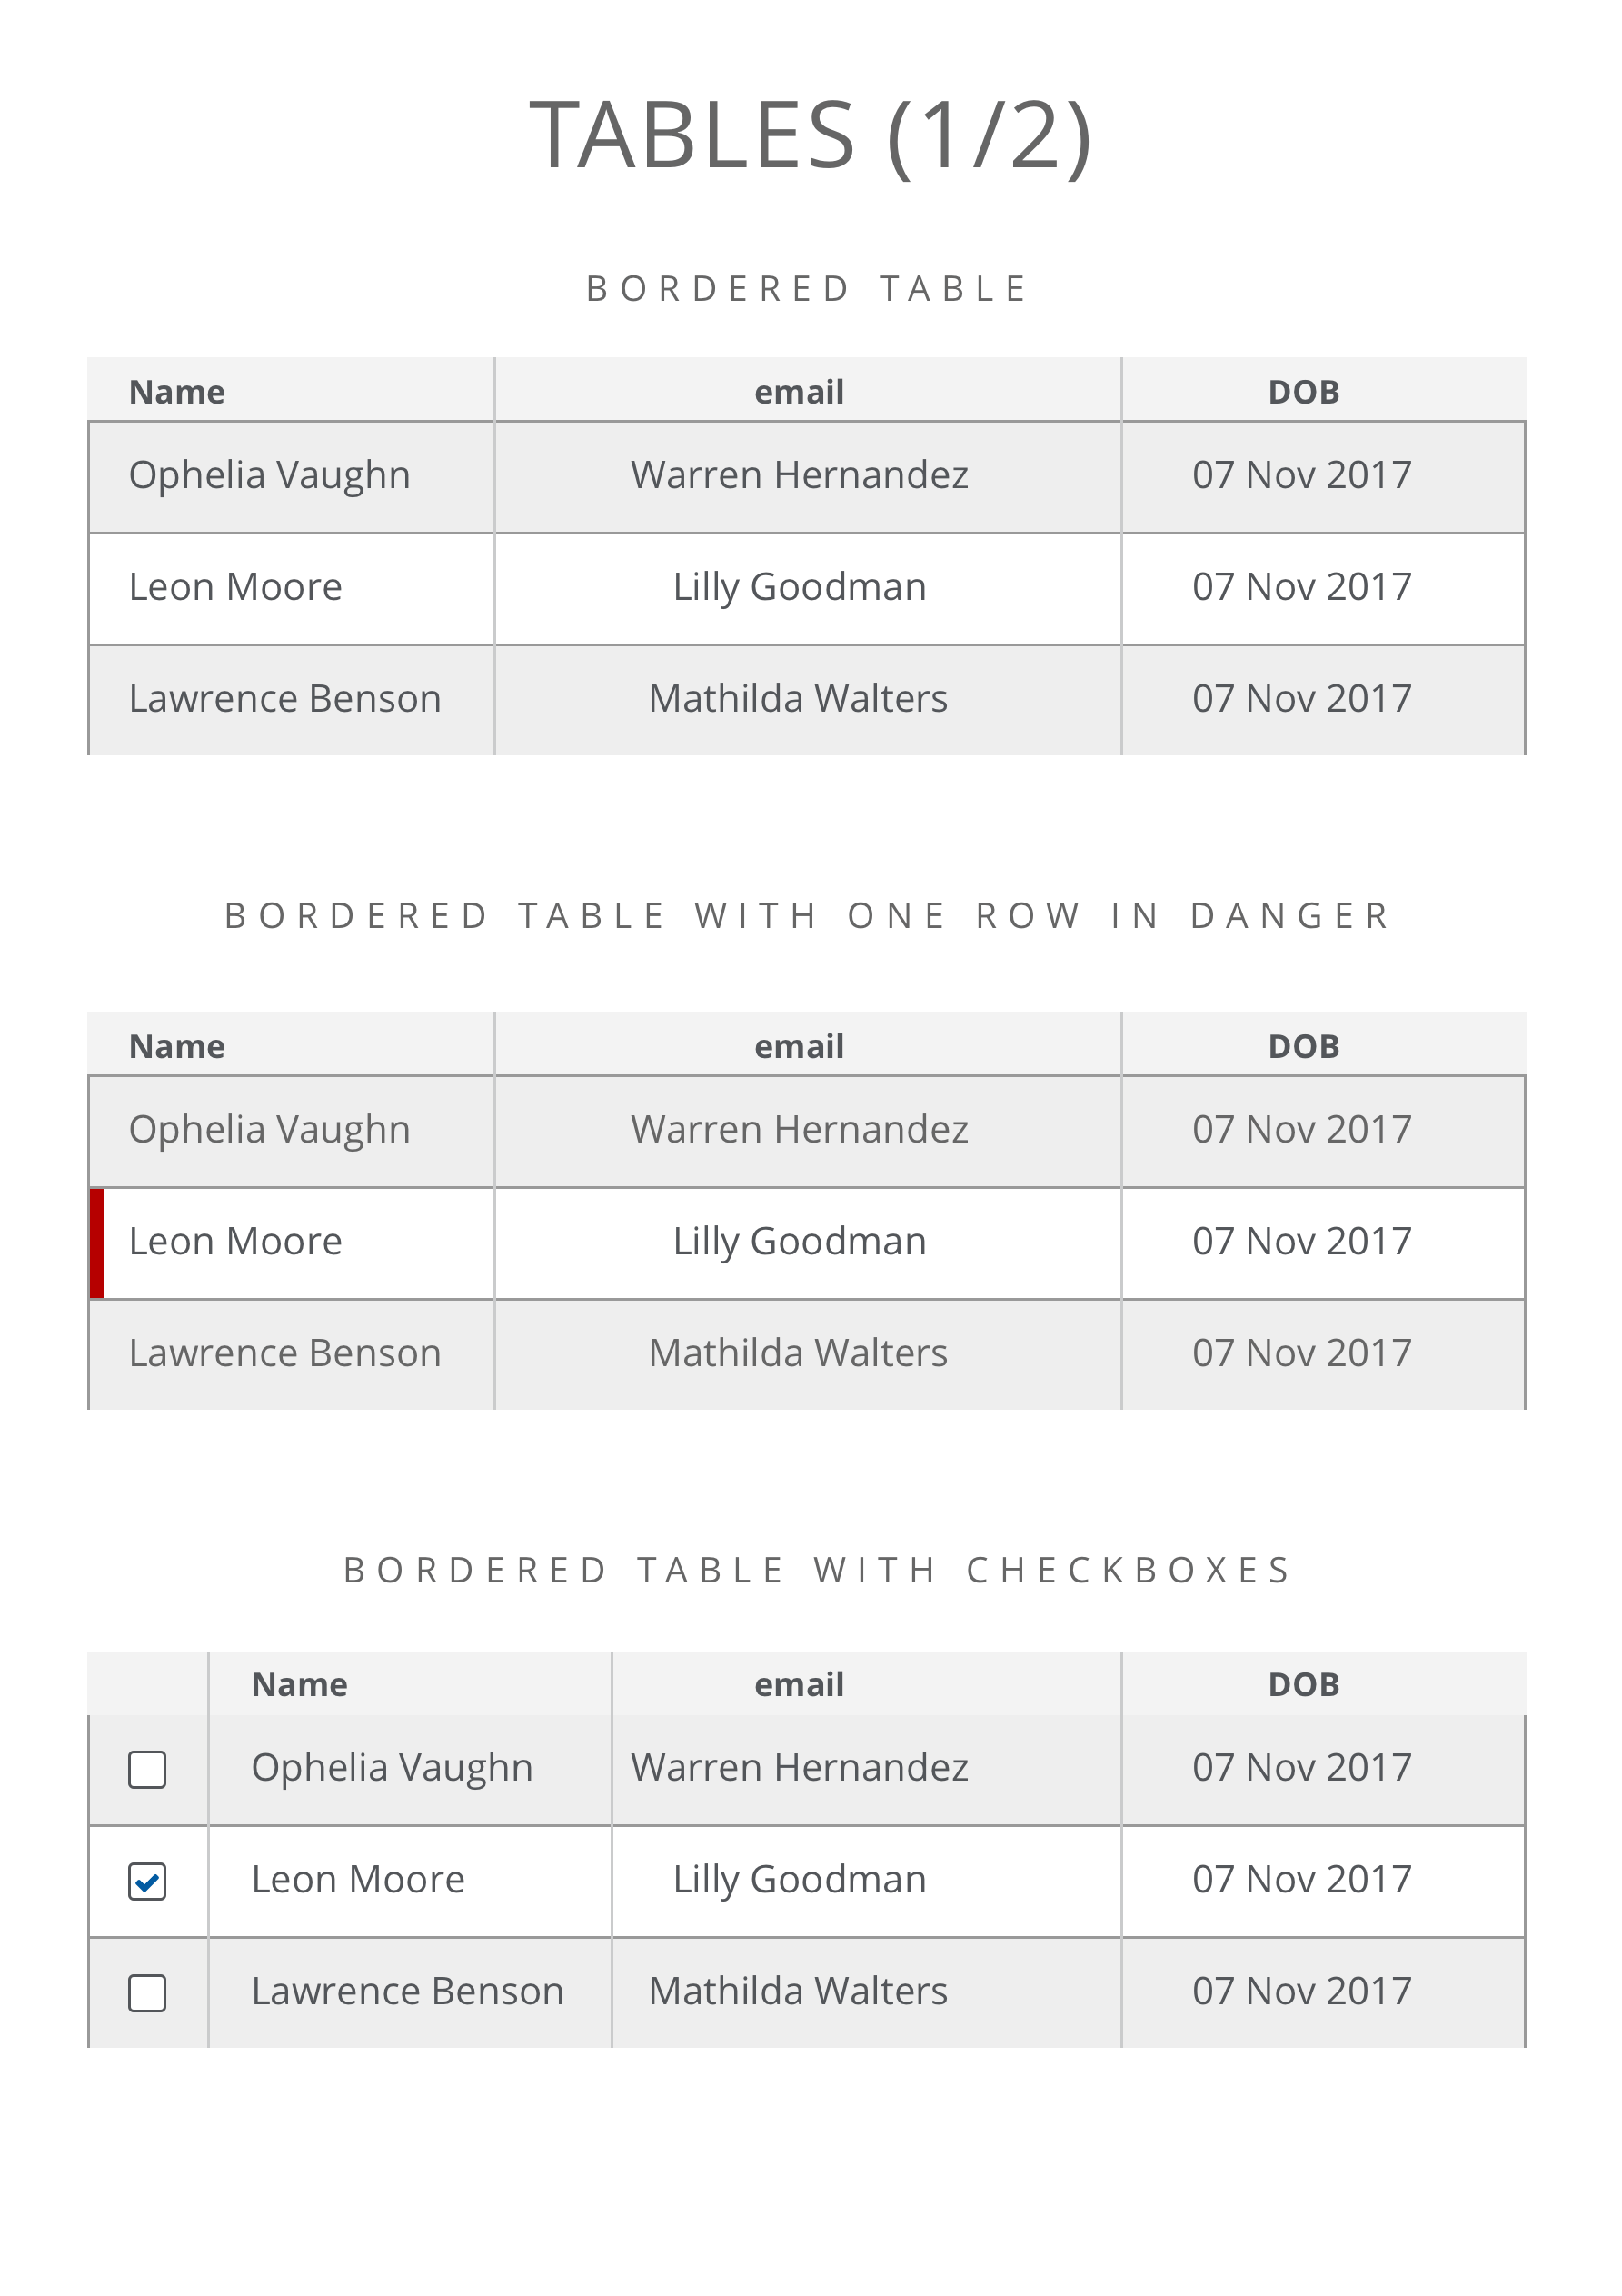 TABLES (1/2)
BORDERED TABLE
Name email DOB
Ophelia Vaughn Warren Hernandez 07 Nov 2017
Leon Moore Lilly Goodman 07 Nov 2017
Lawrence Benson Mathilda Walters 07 Nov 2017
BORDERED TABLE WITH ONE ROW IN DANGER
Name email DOB
Ophelia Vaughn Warren Hernandez 07 Nov 2017
Leon Moore Lilly Goodman 07 Nov 2017
Lawrence Benson Mathilda Walters 07 Nov 2017
BORDERED TABLE WITH CHECKBOXES
Name email DOB
Ophelia Vaughn Warren Hernandez 07 Nov 2017
Leon Moore Lilly Goodman 07 Nov 2017
Lawrence Benson Mathilda Walters 07 Nov 2017